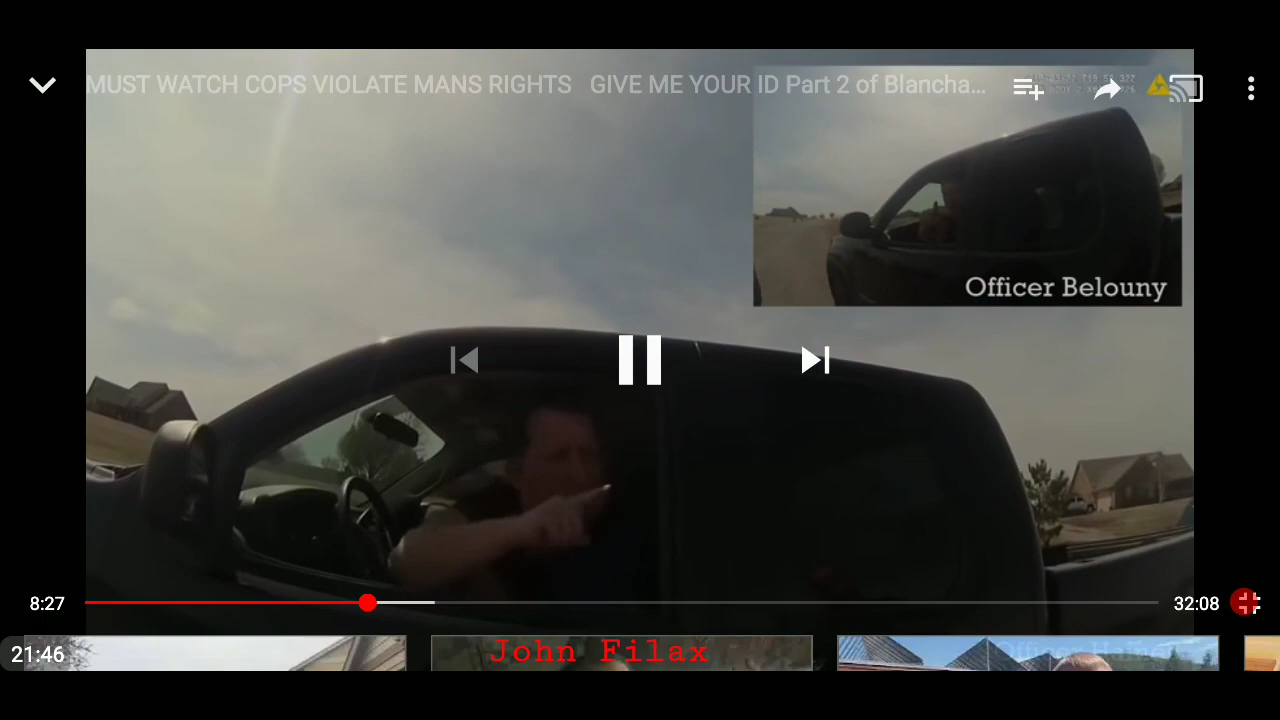 MUST WATCH COPS VIOLATE MANS RIGHTS   GIVE ME YOUR ID Part 2 of Blancha...
Officer Belouny
8:27
32:08
21:46
John Filax